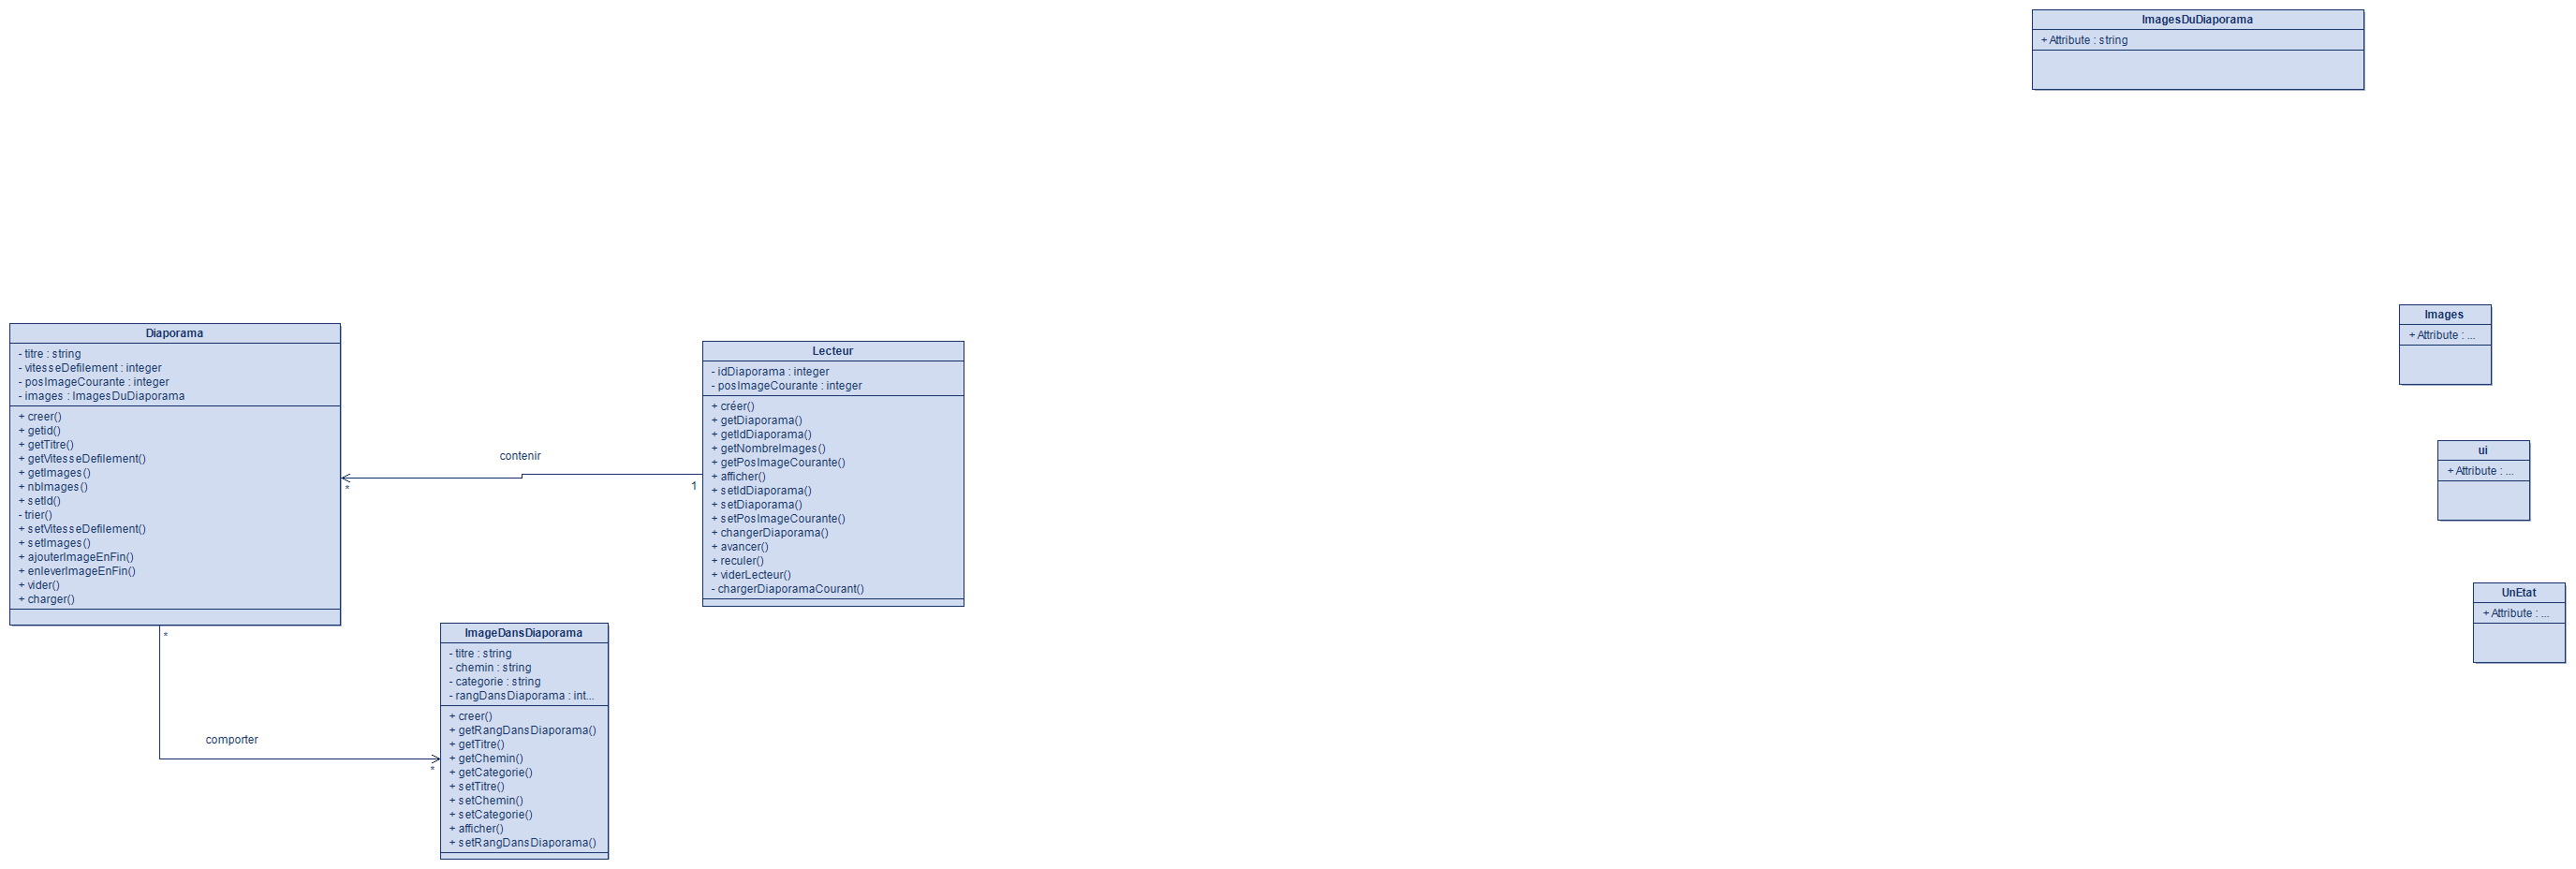 ImagesDuDiaporama
+ Attribute : string
Images
+ Attribute : ...
Diaporama
- titre : string
- vitesseDefilement : integer
- posImageCourante : integer
- images : ImagesDuDiaporama
+ creer()
+ getid()
+ getTitre()
+ getVitesseDefilement()
+ getImages()
+ nbImages()
+ setId()
- trier()
+ setVitesseDefilement()
+ setImages()
+ ajouterImageEnFin()
+ enleverImageEnFin()
+ vider()
+ charger()
contenir
*
1
Lecteur
- idDiaporama : integer
- posImageCourante : integer
+ créer()
+ getDiaporama()
+ getIdDiaporama()
+ getNombreImages()
+ getPosImageCourante()
+ afficher()
+ setIdDiaporama()
+ setDiaporama()
+ setPosImageCourante()
+ changerDiaporama()
+ avancer()
+ reculer()
+ viderLecteur()
- chargerDiaporamaCourant()
ui
+ Attribute : ...
UnEtat
+ Attribute : ...
*
comporter
*
ImageDansDiaporama
- titre : string
- chemin : string
- categorie : string
- rangDansDiaporama : int...
+ creer()
+ getRangDansDiaporama()
+ getTitre()
+ getChemin()
+ getCategorie()
+ setTitre()
+ setChemin()
+ setCategorie()
+ afficher()
+ setRangDansDiaporama()